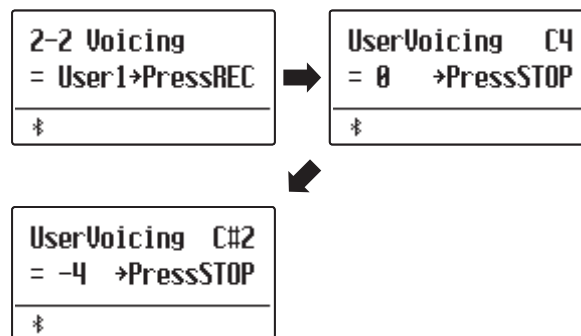 2-2 Voicing
= User1→PressREC
UserVoicing C4
= 0 →PressSTOP
UserVoicing C#2
= -4 →PressSTOP